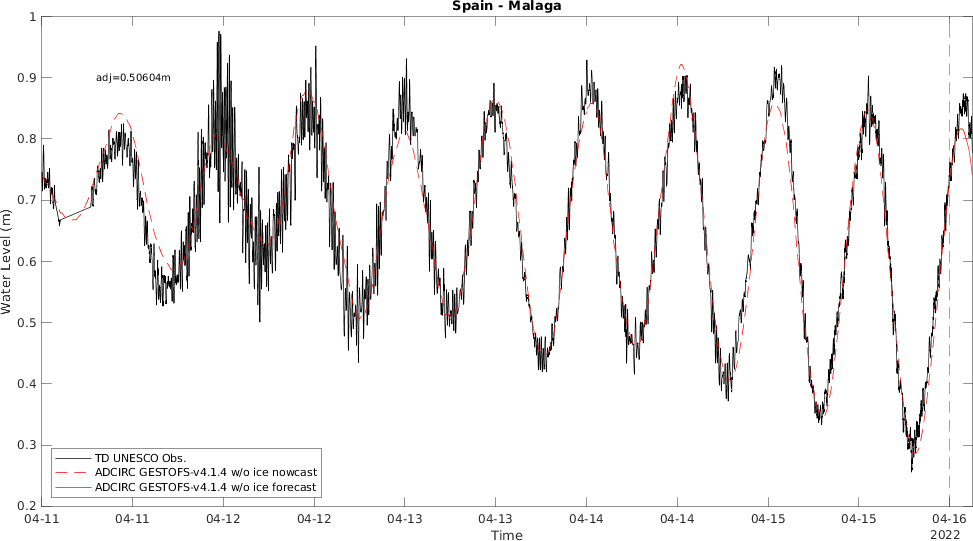 Spain - Malaga
1
0.9
0.8
0.7
0.6
0.5
0.4
0.3
0.2
Water Level (m)
adj=0.50604m
TD UNESCO Obs.
ADCIRC GESTOFS-v4.1.4 w/o ice nowcast
ADCIRC GESTOFS-v4.1.4 w/o ice forecast
04-11 04-11 04-12 04-12 04-13 04-13 04-14 04-14 04-15 04-15 04-16
Time
2022